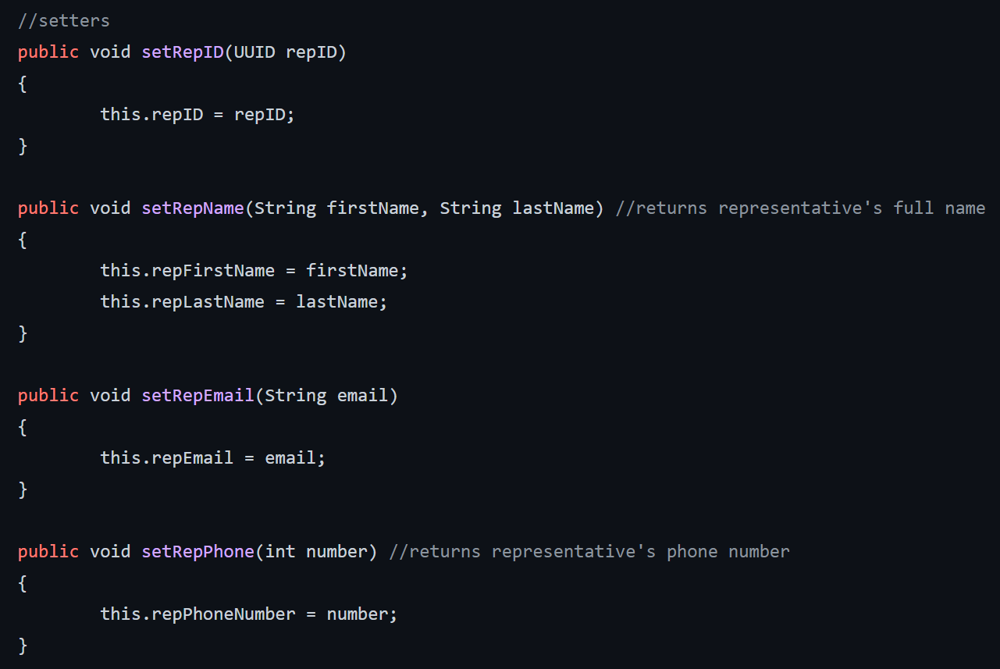 //setters
public void setRepID(UUID repID)
{
        this.repID = repID;
}

public void setRepName(String firstName, String lastName) //returns representative's full name
{
        this.repFirstName = firstName;
        this.repLastName = lastName;
}

public void setRepEmail(String email)
{
        this.repEmail = email;
}

public void setRepPhone(int number) //returns representative's phone number
{
        this.repPhoneNumber = number;
}